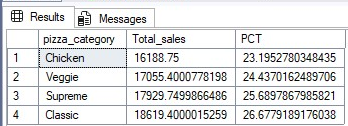 Results Messages
pizza_category Total_sales PCT
1 Chicken 16188.75 23.1952780348435
2 Veggie 17055.4000778198 24.4370162489706
3 Supreme 17929.7499866486 25.6897867985821
4 Classic 18619.4000015259 26.6779189176038